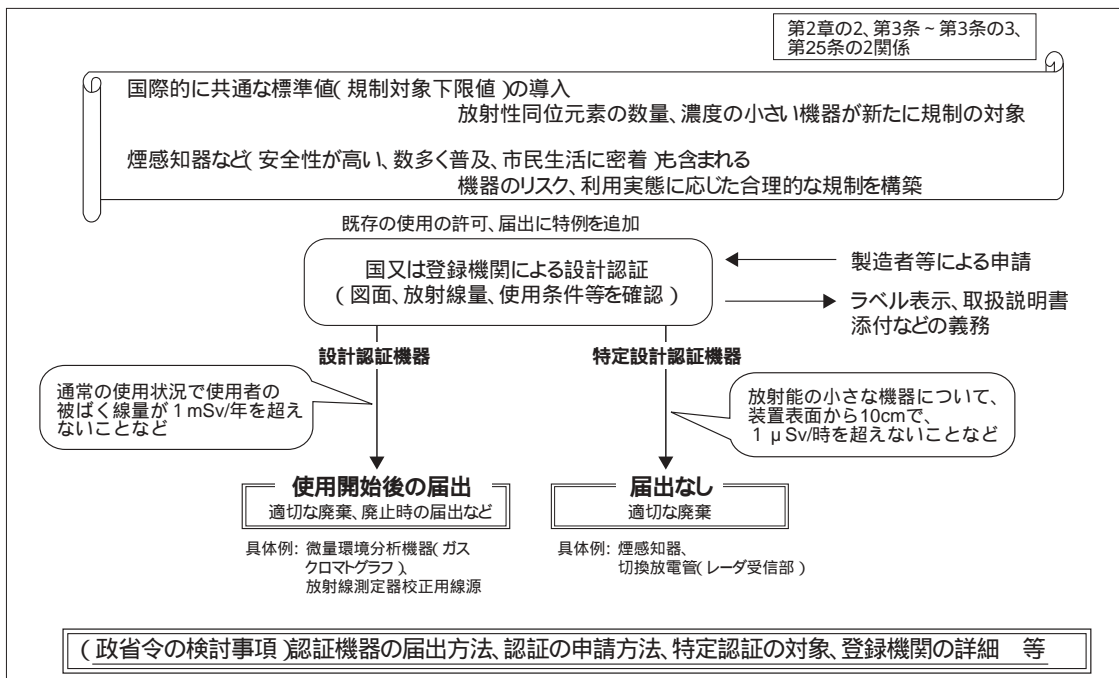 第2章の2、第3条~第3条の3、
第25条の2関係
国際的に共通な標準値(規制対象下限値)の導入
放射性同位元素の数量、濃度の小さい機器が新たに規制の対象
煙感知器など(安全性が高い、数多く普及、市民生活に密着)も含まれる
機器のリスク、利用実態に応じた合理的な規制を構築
既存の使用の許可、届出に特例を追加
国又は登録機関による設計認証
(図面、放射線量、使用条件等を確認)
製造者等による申請
ラベル表示、取扱説明書
添付などの義務
設計認証機器
特定設計認証機器
通常の使用状況で使用者の
被ばく線量が1mSv/年を超え
ないことなど
放射能の小さな機器について、
装置表面から10cmで、
1μSv/時を超えないことなど
使用開始後の届出
適切な廃棄、廃止時の届出など
届出なし
適切な廃棄
具体例: 微量環境分析機器(ガス
クロマトグラフ)、
放射線測定器校正用線源
具体例: 煙感知器、
切換放電管(レーダ受信部)
(政省令の検討事項)認証機器の届出方法、認証の申請方法、特定認証の対象、登録機関の詳細 等